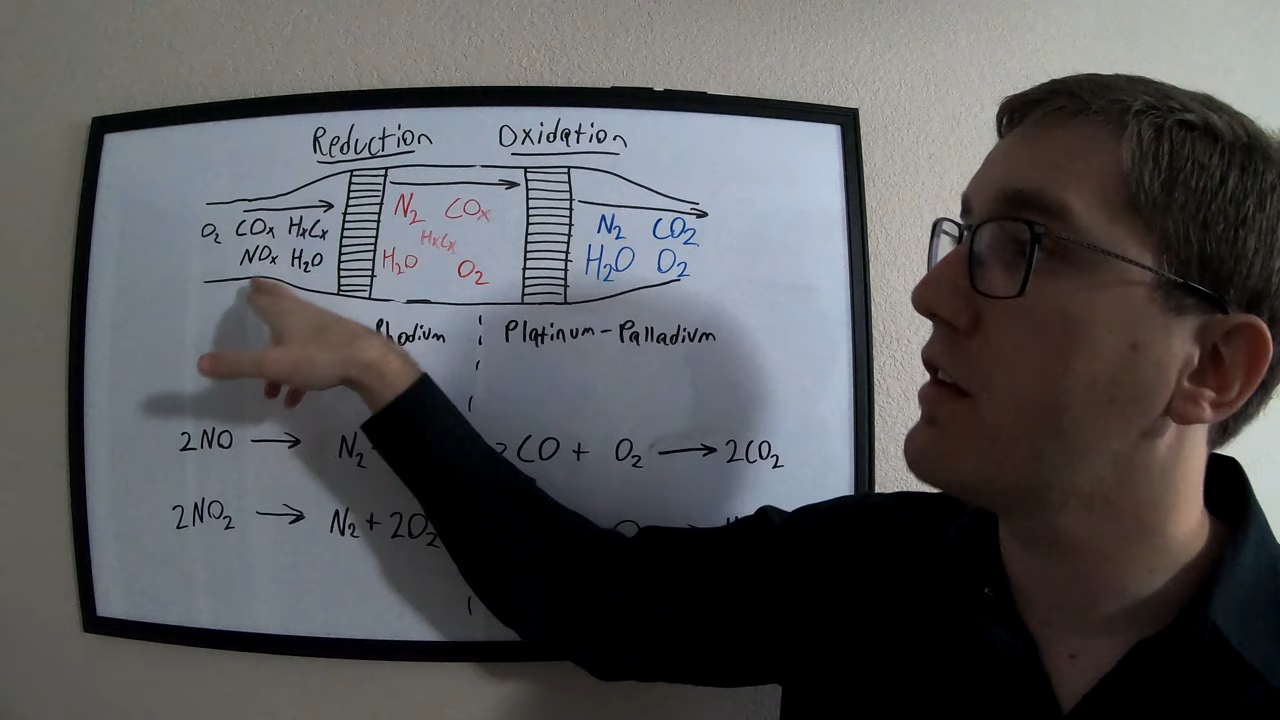 Reduction Oxidation
O₂ COₓ HₓCₓ
NOₓ H₂O
N₂ COₓ
HₓCₓ
H₂O O₂
N₂ CO₂
H₂O O₂
Platinum-Palladium
2NO → N₂
CO + O₂ → 2CO₂
2NO₂ → N₂ + 2O₂